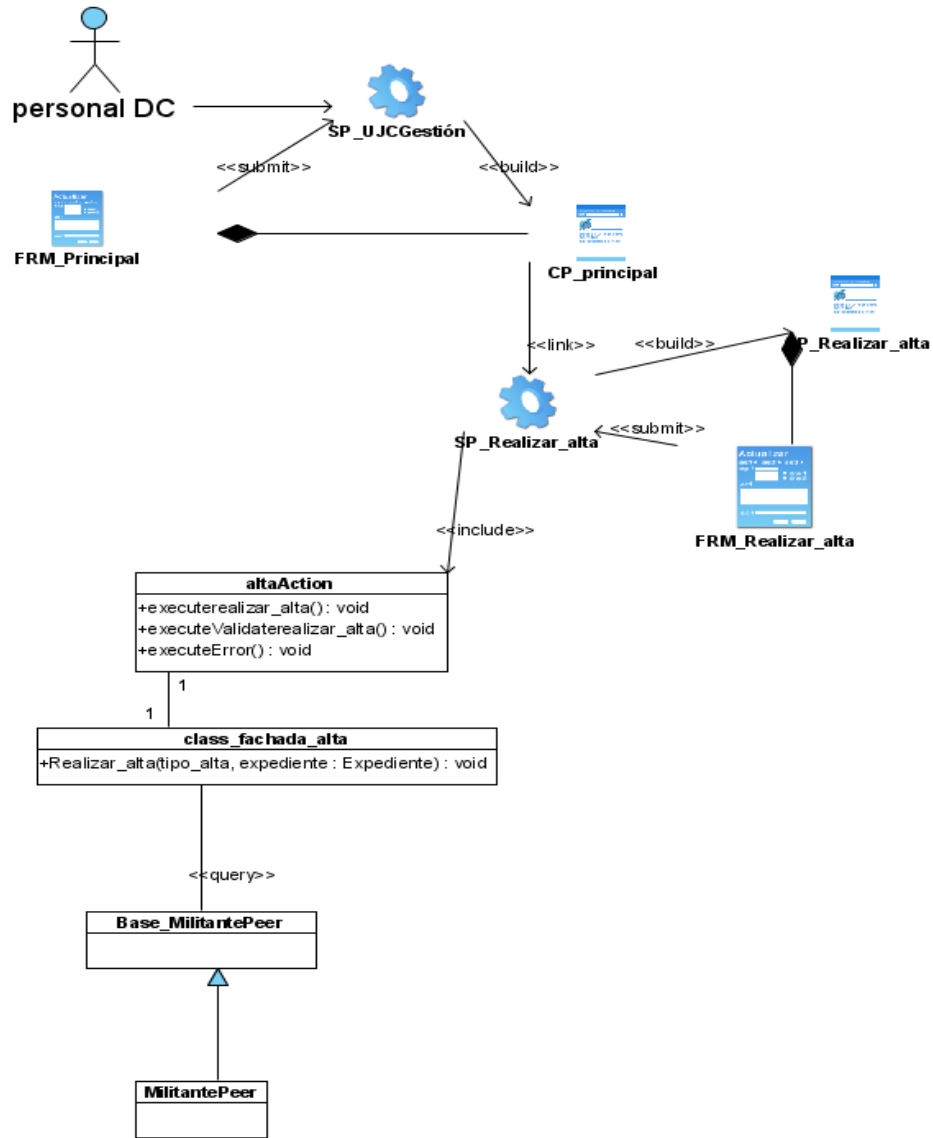 personal DC
SP_UJCGestión
<<submit>>
<<build>>
FRM_Principal
CP_principal
<<link>>
<<build>>
P_Realizar_alta
SP_Realizar_alta
<<submit>>
Actualizar
FRM_Realizar_alta
<<include>>
altaAction
+executerealizar_alta() : void
+executeValidaterealizar_alta() : void
+executeError() : void
1
1
class_fachada_alta
+Realizar_alta(tipo_alta, expediente : Expediente) : void
<<query>>
Base_MilitantePeer
MilitantePeer